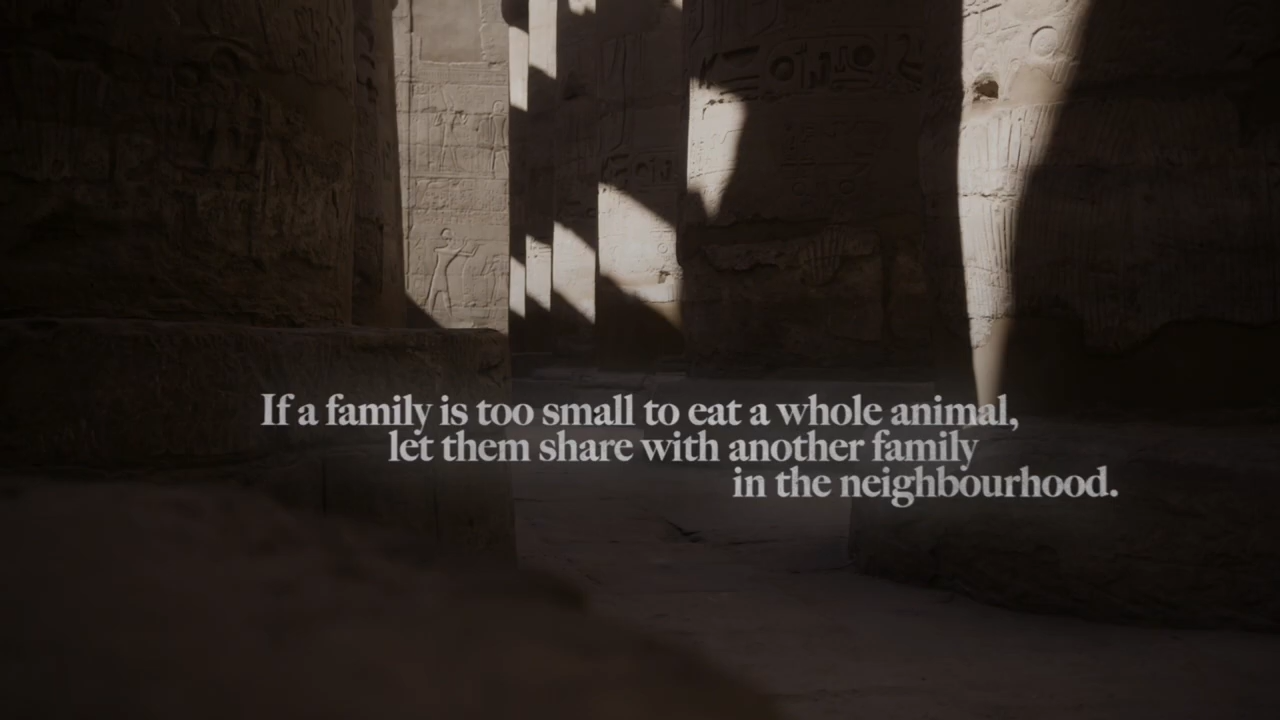 If a family is too small to eat a whole animal,
let them share with another family
in the neighbourhood.